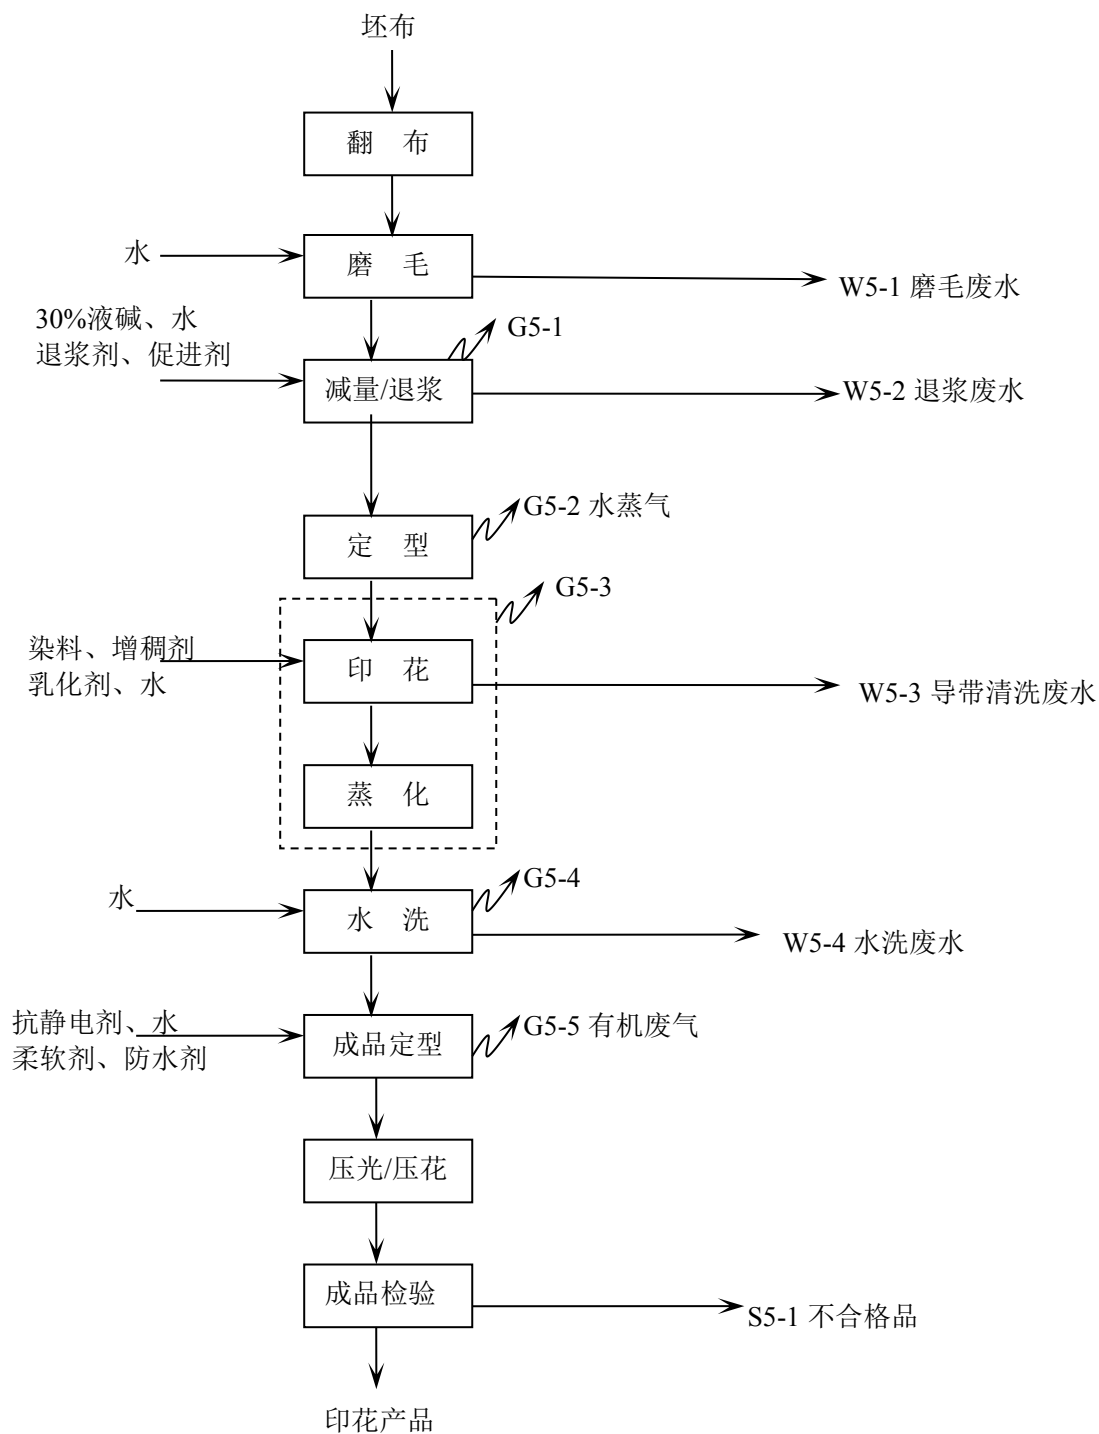 坯布
翻 布
水
磨 毛
W5-1 磨毛废水
30%液碱、水
退浆剂、促进剂
G5-1
减量/退浆
W5-2 退浆废水
G5-2 水蒸气
定 型
G5-3
染料、增稠剂
乳化剂、水
印 花
W5-3 导带清洗废水
蒸 化
G5-4
水
水 洗
W5-4 水洗废水
抗静电剂、水
柔软剂、防水剂
G5-5 有机废气
成品定型
压光/压花
成品检验
S5-1 不合格品
印花产品